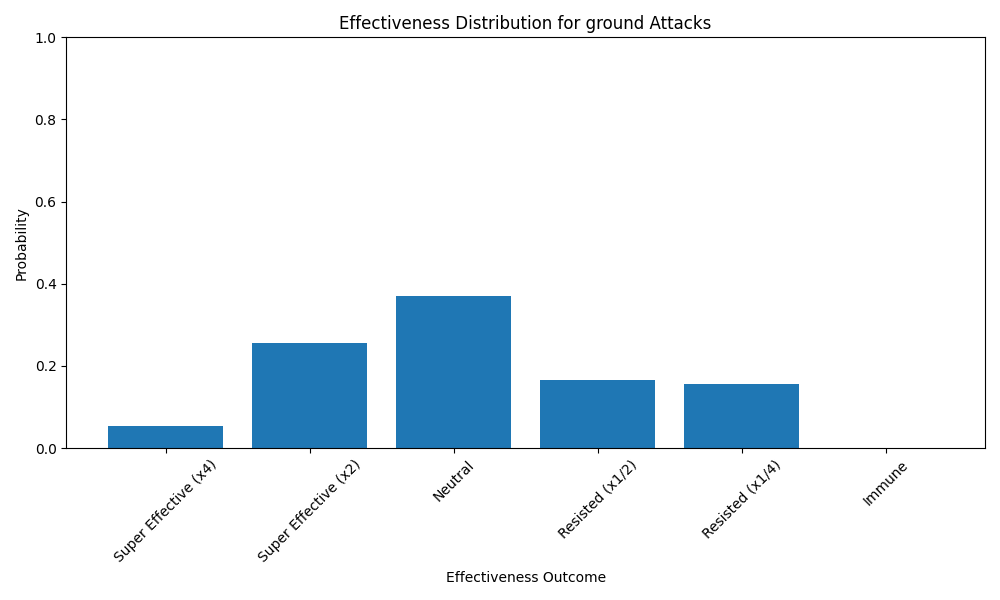 Effectiveness Distribution for ground Attacks
Probability
1.0
0.8
0.6
0.4
0.2
0.0
Super Effective (x4)
Super Effective (x2)
Neutral
Resisted (x1/2)
Resisted (x1/4)
Immune
Effectiveness Outcome